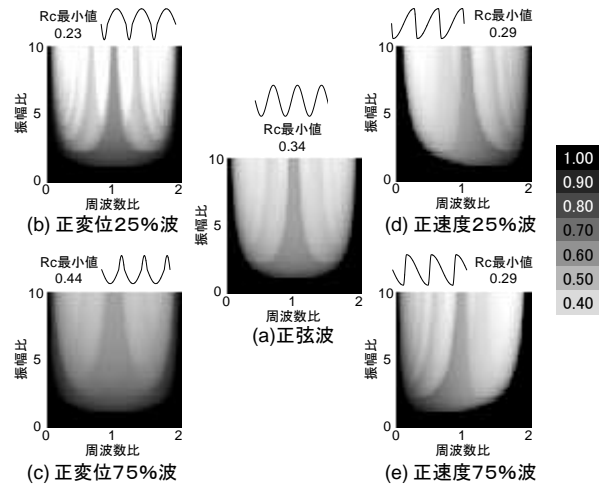 Rc最小値
0.23
10
5
0
振幅比
0 1 2
周波数比
(b) 正変位25%波
Rc最小値
0.44
10
5
0
振幅比
0 1 2
周波数比
(c) 正変位75%波
Rc最小値
0.34
10
5
0
振幅比
0 1 2
周波数比
(a)正弦波
Rc最小値
0.29
10
5
0
振幅比
0 1 2
周波数比
(d) 正速度25%波
Rc最小値
0.29
10
5
0
振幅比
0 1 2
周波数比
(e) 正速度75%波
1.00
0.90
0.80
0.70
0.60
0.50
0.40